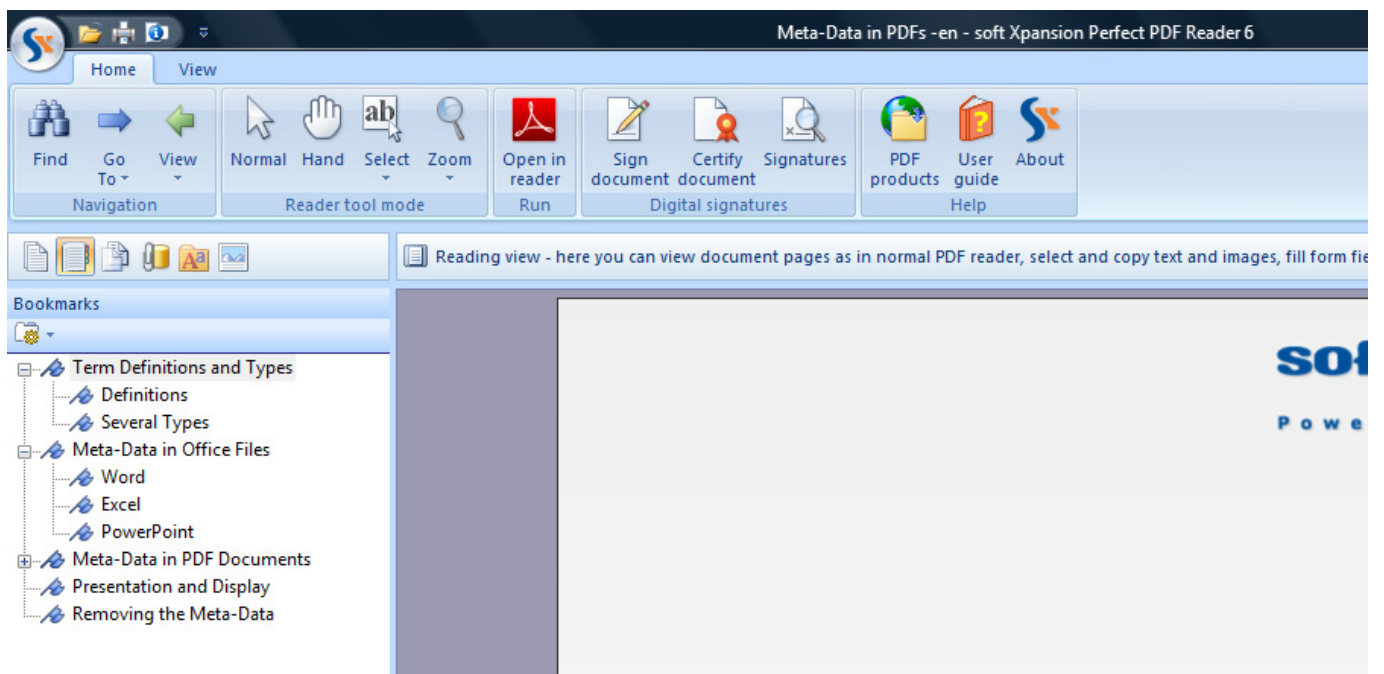 Meta-Data in PDFs -en - soft Xpansion Perfect PDF Reader 6
Home View
Find Go To View Normal Hand Select Zoom Open in reader Sign document Certify document Signatures PDF products User guide About
Navigation Reader tool mode Run Digital signatures Help
Reading view - here you can view document pages as in normal PDF reader, select and copy text and images, fill form fie
Bookmarks
Term Definitions and Types
Definitions
Several Types
Meta-Data in Office Files
Word
Excel
PowerPoint
Meta-Data in PDF Documents
Presentation and Display
Removing the Meta-Data
sof
Powe